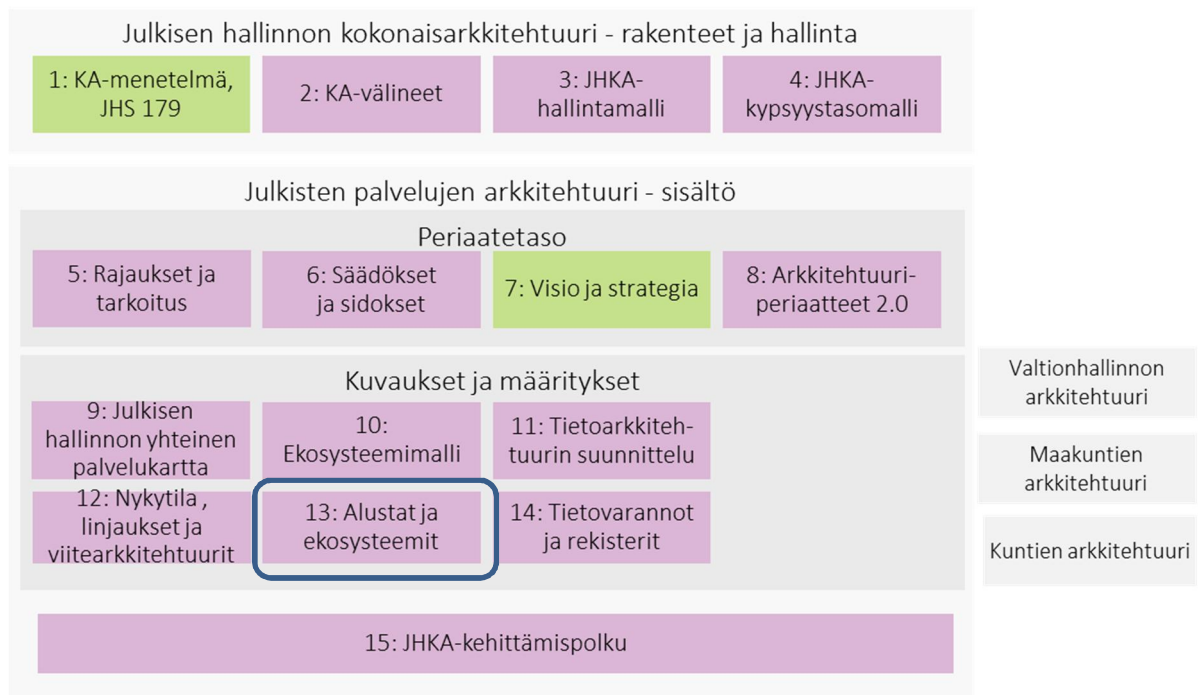 Julkisen hallinnon kokonaisarkkitehtuuri - rakenteet ja hallinta
1: KA-menetelmä,
JHS 179
2: KA-välineet
3: JHKA-
hallintamalli
4: JHKA-
kypsyystasomalli
Julkisten palvelujen arkkitehtuuri - sisältö
Periaatetaso
5: Rajaukset ja
tarkoitus
6: Säädökset
ja sidokset
7: Visio ja strategia
8: Arkkitehtuuri-
periaatteet 2.0
Kuvaukset ja määritykset
9: Julkisen
hallinnon yhteinen
palvelukartta
10:
Ekosysteemimalli
11: Tietoarkkiteh-
tuurin suunnittelu
12: Nykytila ,
linjaukset ja
viitearkkitehtuurit
13: Alustat ja
ekosysteemit
14: Tietovarannot
ja rekisterit
15: JHKA-kehittämispolku
Valtionhallinnon
arkkitehtuuri
Maakuntien
arkkitehtuuri
Kuntien arkkitehtuuri